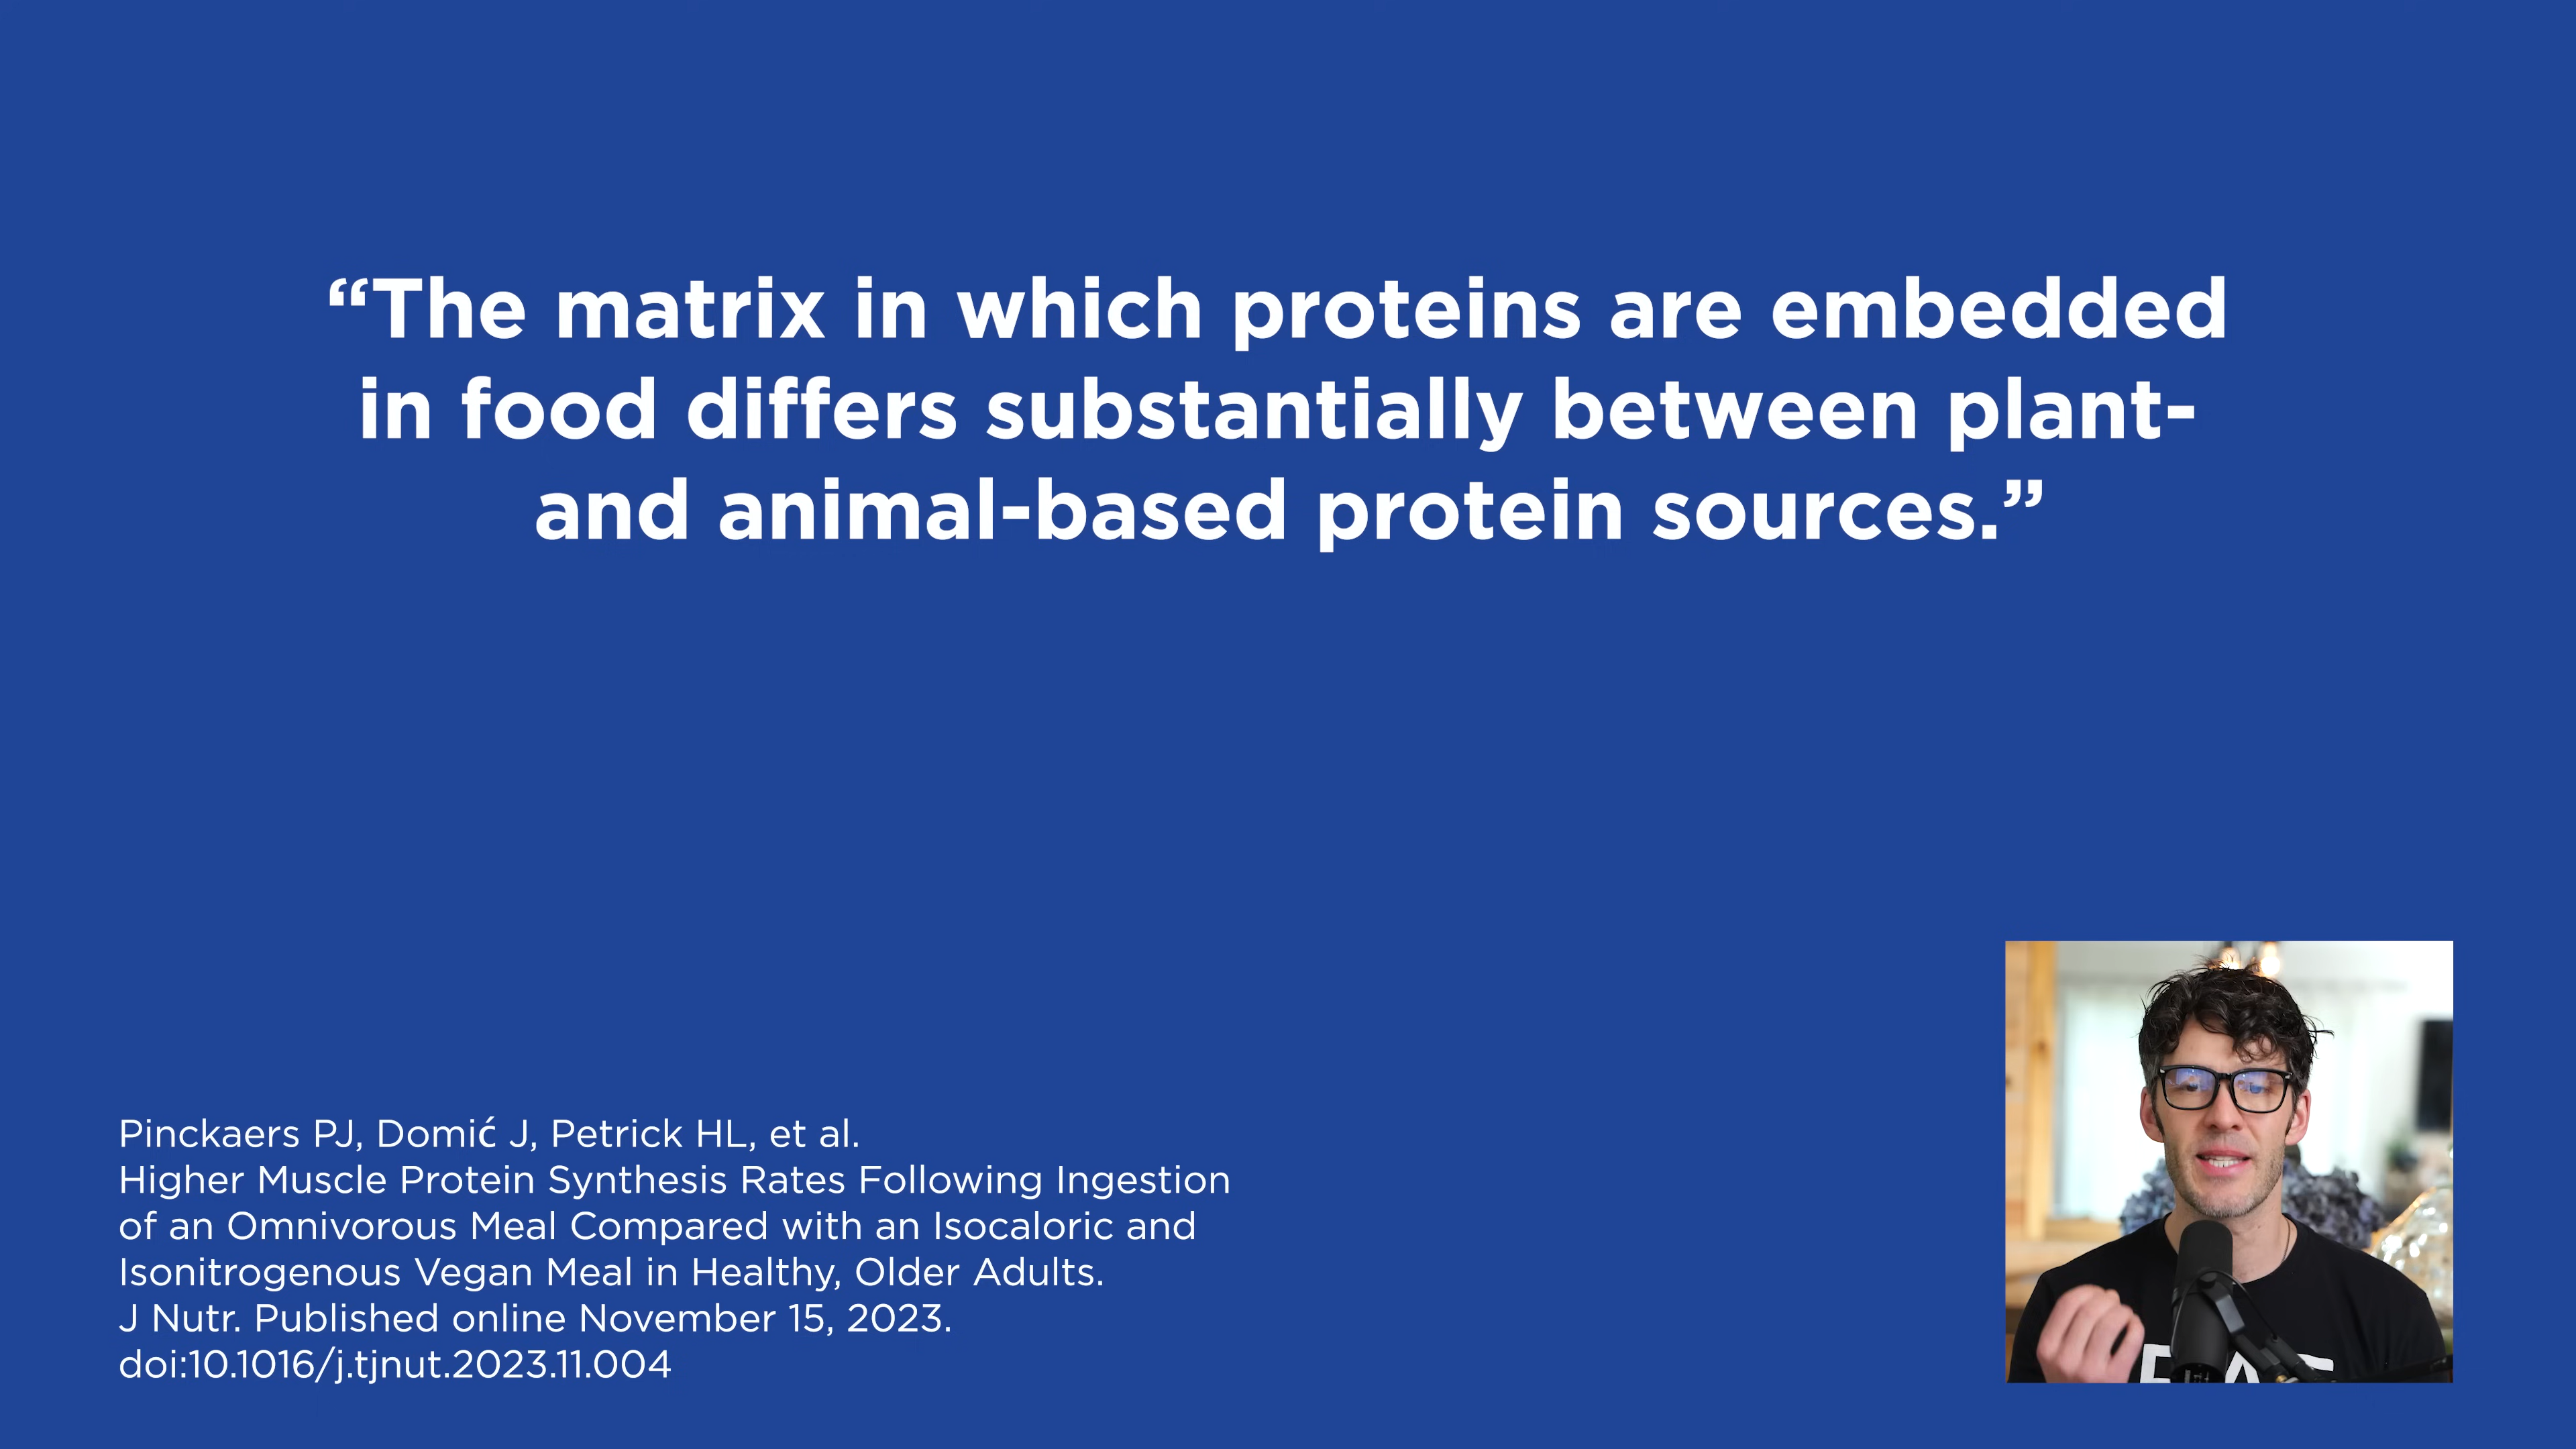 “The matrix in which proteins are embedded
in food differs substantially between plant-
and animal-based protein sources.”
Pinckaers PJ, Domić J, Petrick HL, et al.
Higher Muscle Protein Synthesis Rates Following Ingestion
of an Omnivorous Meal Compared with an Isocaloric and
Isonitrogenous Vegan Meal in Healthy, Older Adults.
J Nutr. Published online November 15, 2023.
doi:10.1016/j.tjnut.2023.11.004